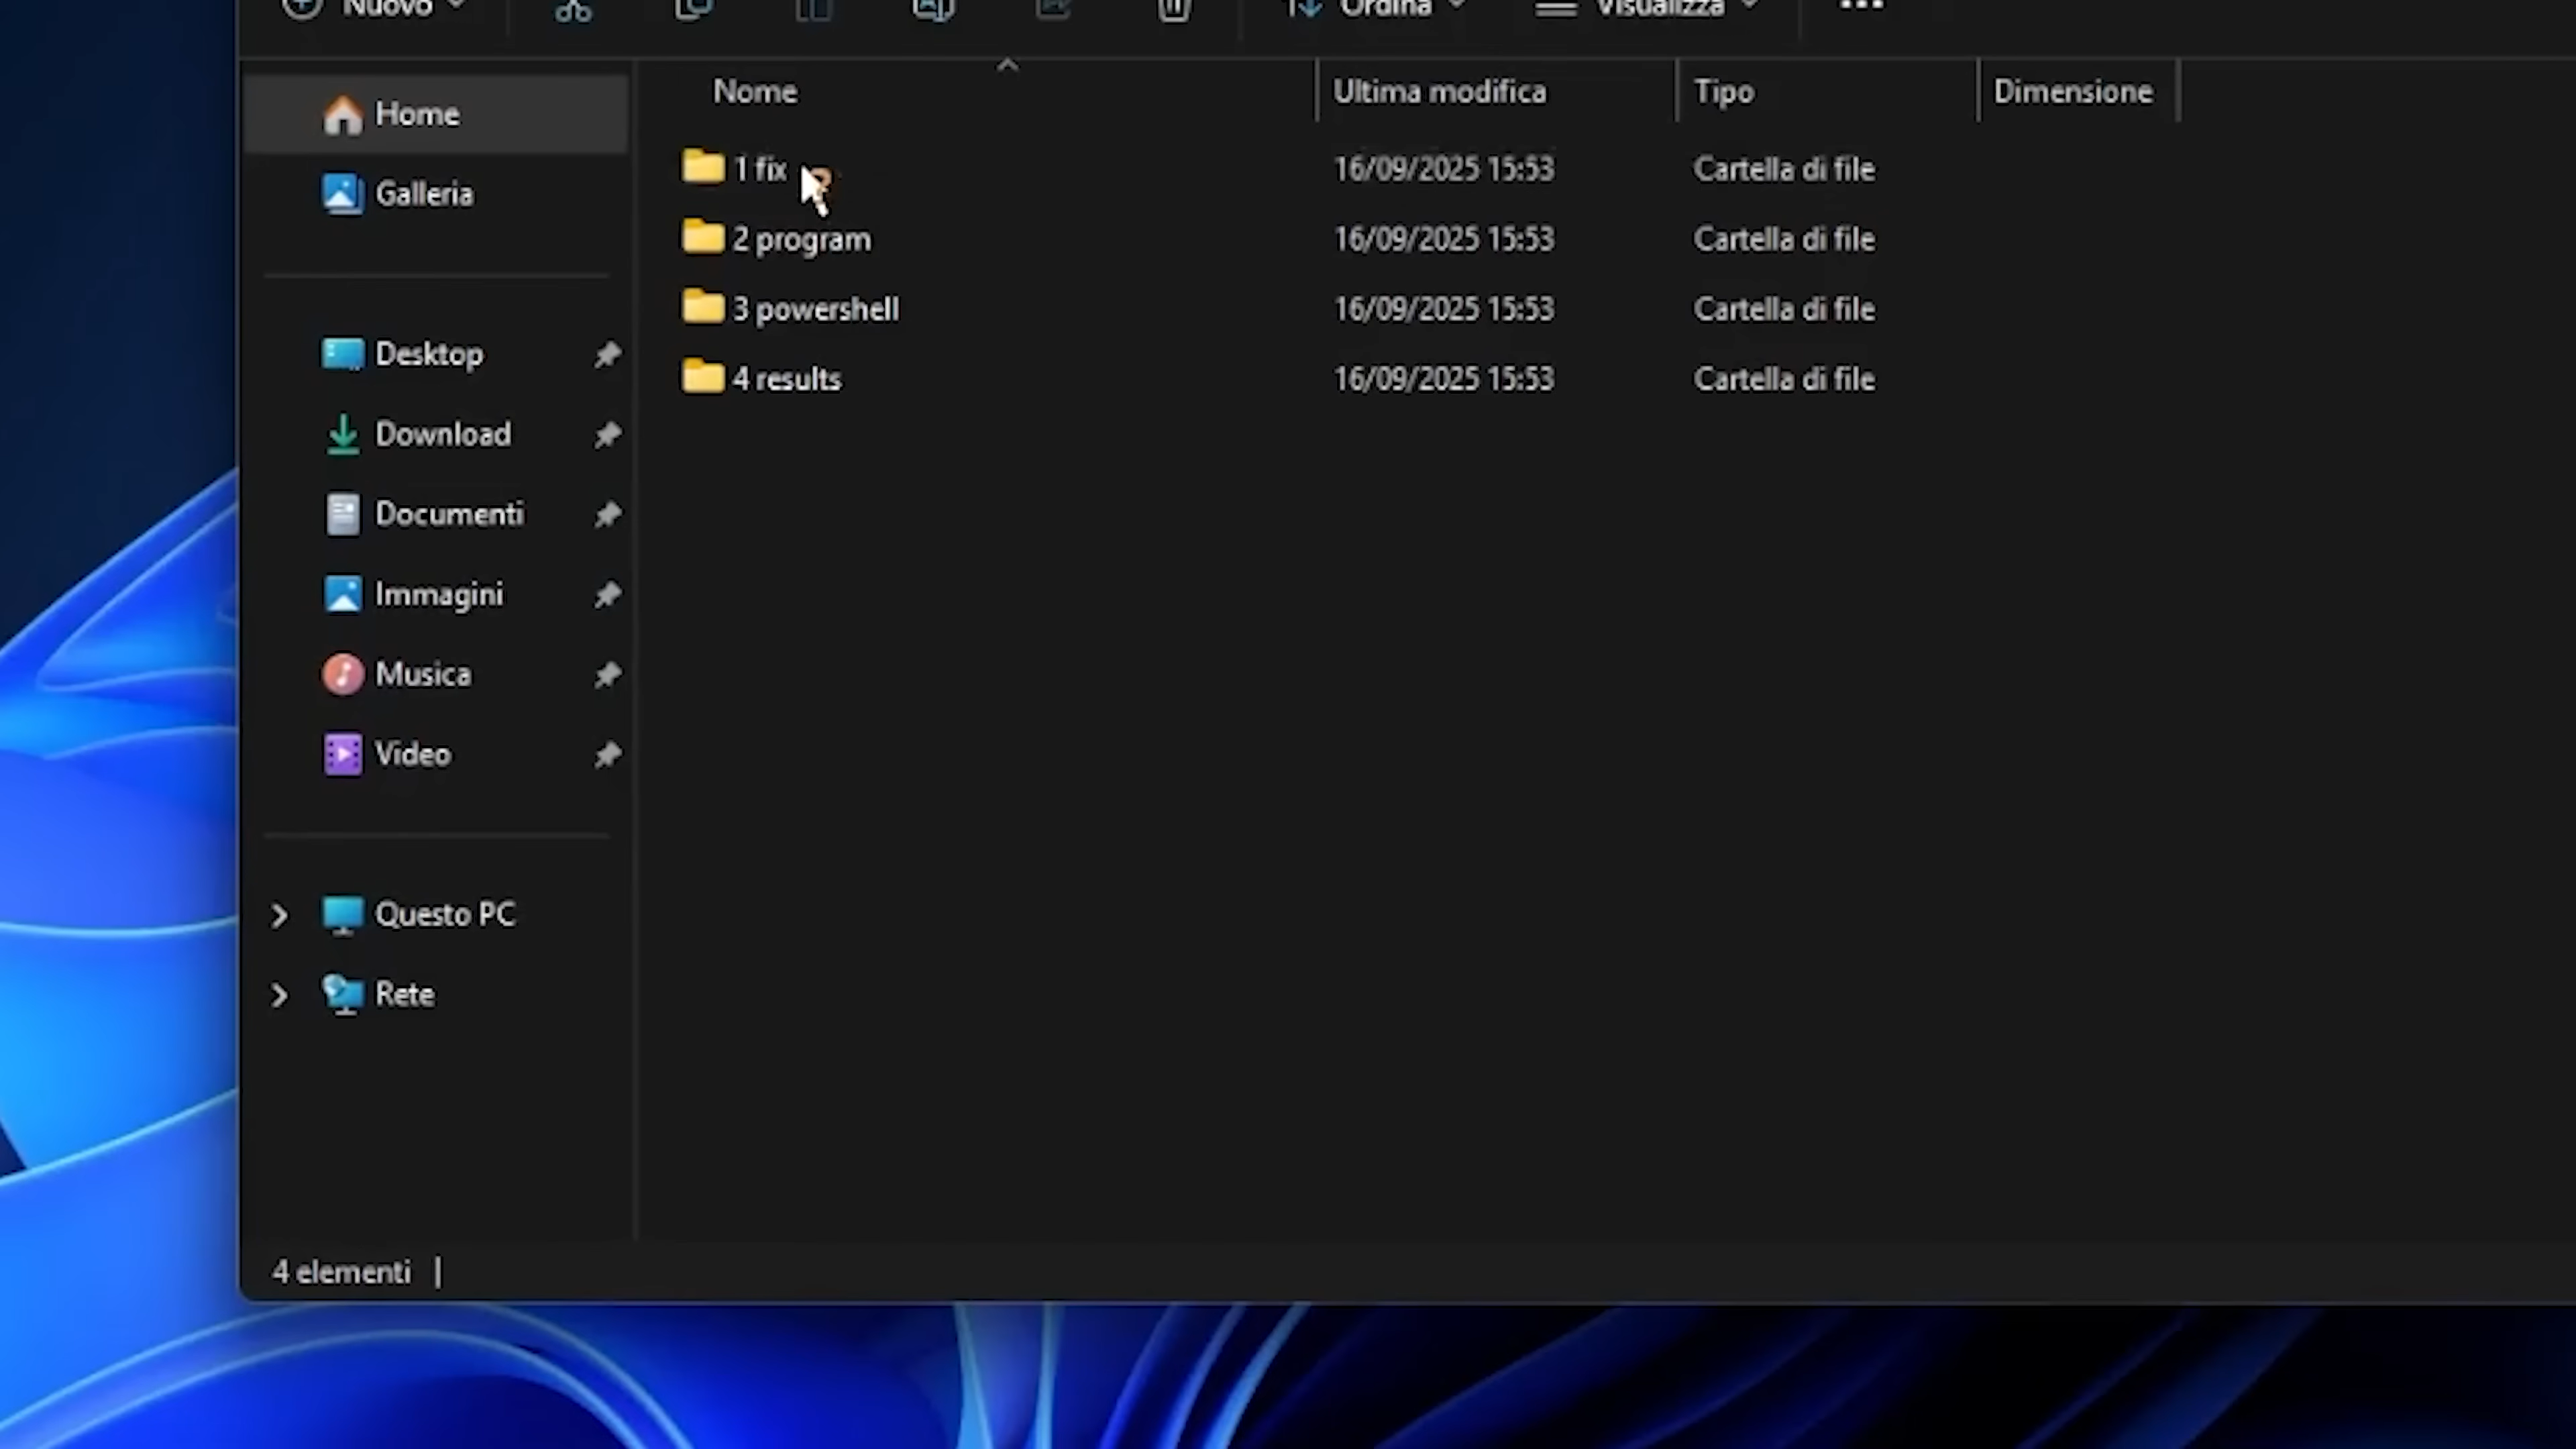 Nuovo
Ordina
Visualizza
Home
Galleria
Desktop
Download
Documenti
Immagini
Musica
Video
Questo PC
Rete
Nome Ultima modifica Tipo Dimensione
1 fix 16/09/2025 15:53 Cartella di file
2 program 16/09/2025 15:53 Cartella di file
3 powershell 16/09/2025 15:53 Cartella di file
4 results 16/09/2025 15:53 Cartella di file
4 elementi